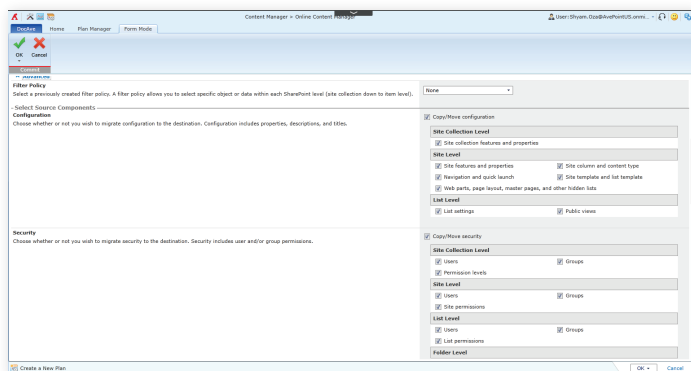 Content Manager > Online Content Manager
User:Shyam.Oza@AvePointUS.onmi...
DocAve Home Plan Manager Form Mode
OK Cancel
Commit
Advanced
Filter Policy
Select a previously created filter policy. A filter policy allows you to select specific object or data within each SharePoint level (site collection down to item level).
None
Select Source Components
Configuration
Choose whether or not you wish to migrate configuration to the destination. Configuration includes properties, descriptions, and titles.
Copy/Move configuration
Site Collection Level
Site collection features and properties
Site Level
Site features and properties Site column and content type
Navigation and quick launch Site template and list template
Web parts, page layout, master pages, and other hidden lists
List Level
List settings Public views
Security
Choose whether or not you wish to migrate security to the destination. Security includes user and/or group permissions.
Copy/Move security
Site Collection Level
Users Groups
Permission levels
Site Level
Users Groups
Site permissions
List Level
Users Groups
List permissions
Folder Level
Create a New Plan
OK Cancel